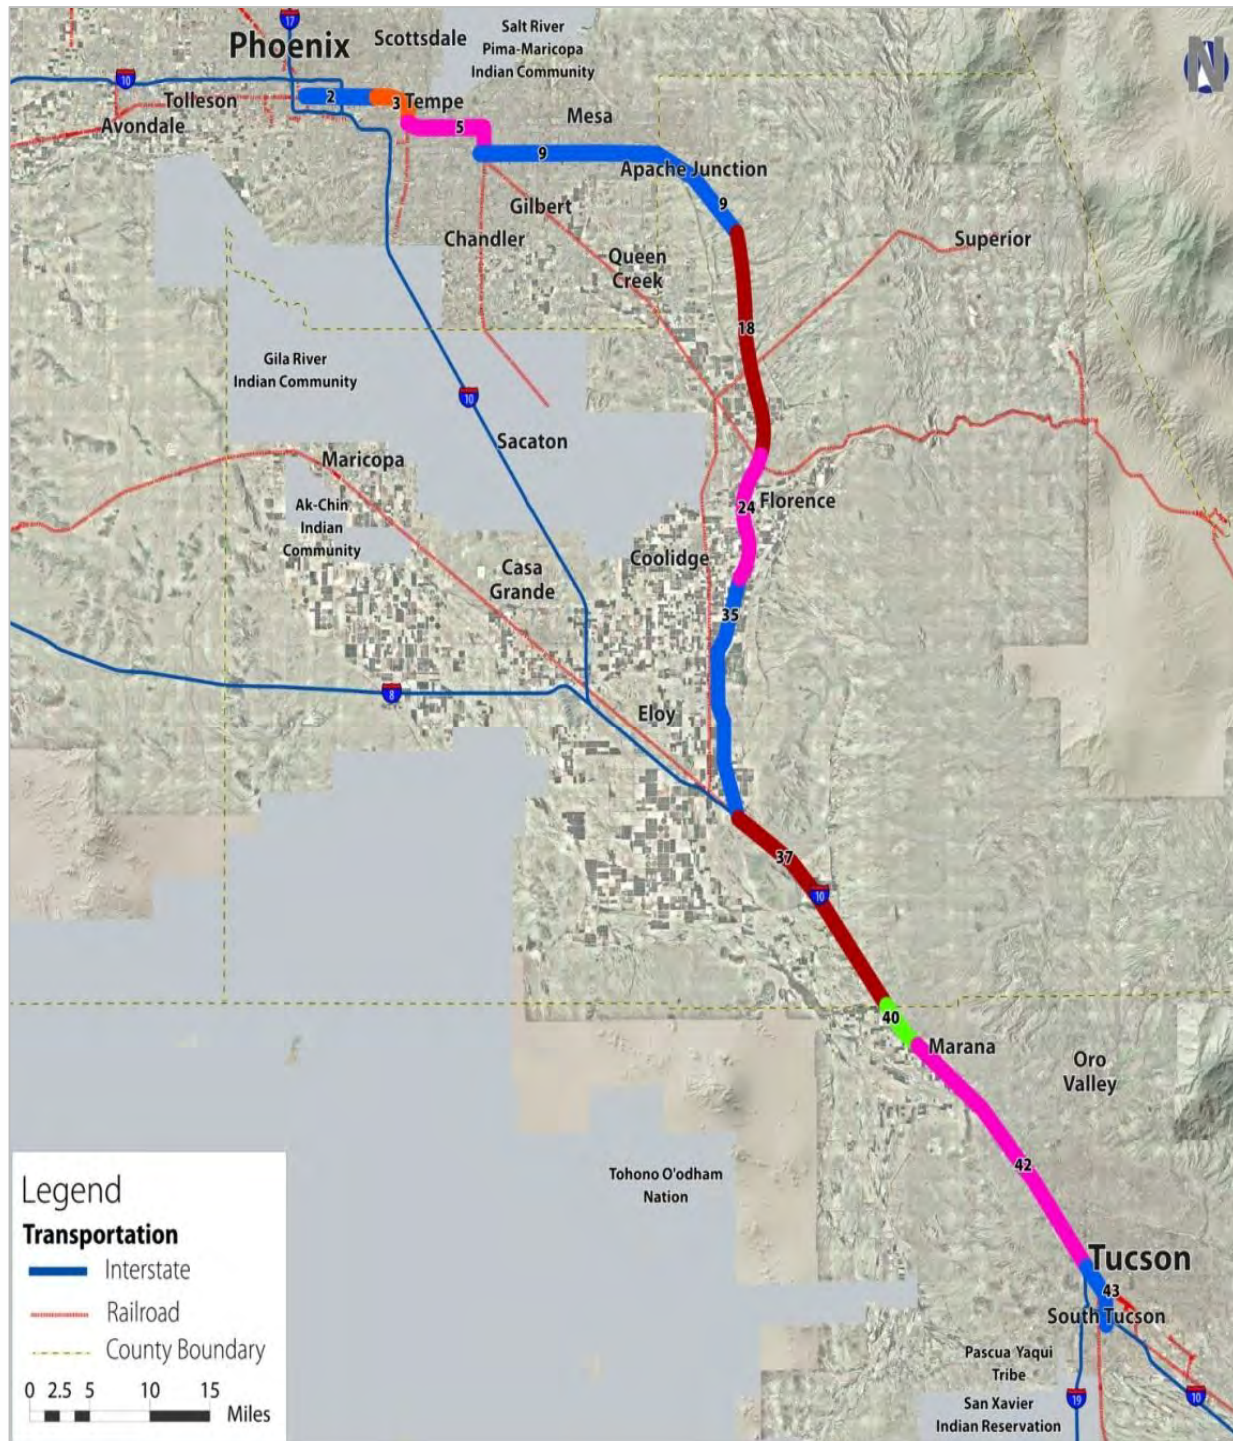 17
Phoenix
Scottsdale
Salt River
Pima-Maricopa
Indian Community
N
10
Tolleson
2
3
Tempe
Avondale
5
Mesa
9
Apache Junction
9
Gilbert
Chandler
Queen
Creek
Superior
18
Gila River
Indian Community
10
Sacaton
Maricopa
Ak-Chin
Indian
Community
24
Florence
Casa
Grande
Coolidge
35
8
Eloy
37
10
40
Marana
Oro
Valley
42
Tohono O'odham
Nation
Tucson
43
South Tucson
Pascua Yaqui
Tribe
19
10
San Xavier
Indian Reservation
Legend
Transportation
Interstate
Railroad
County Boundary
0 2.5 5 10 15
Miles